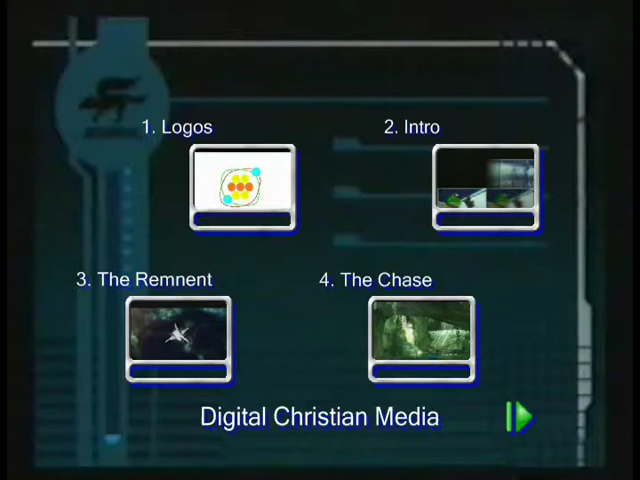 1. Logos
2. Intro
3. The Remnent
4. The Chase
Digital Christian Media